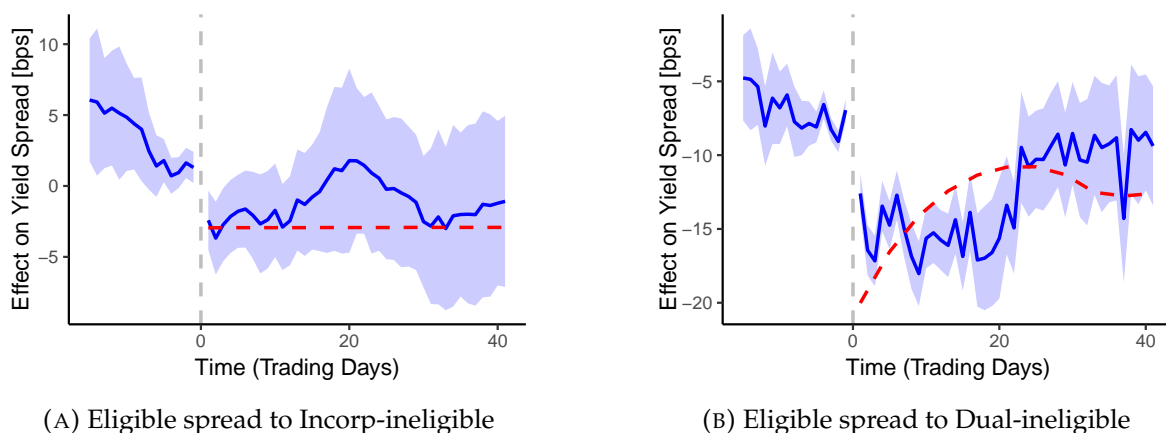 Effect on Yield Spread [bps]
10
5
0
−5
0
20
40
Time (Trading Days)
(A) Eligible spread to Incorp-ineligible
Effect on Yield Spread [bps]
−5
−10
−15
−20
0
20
40
Time (Trading Days)
(B) Eligible spread to Dual-ineligible